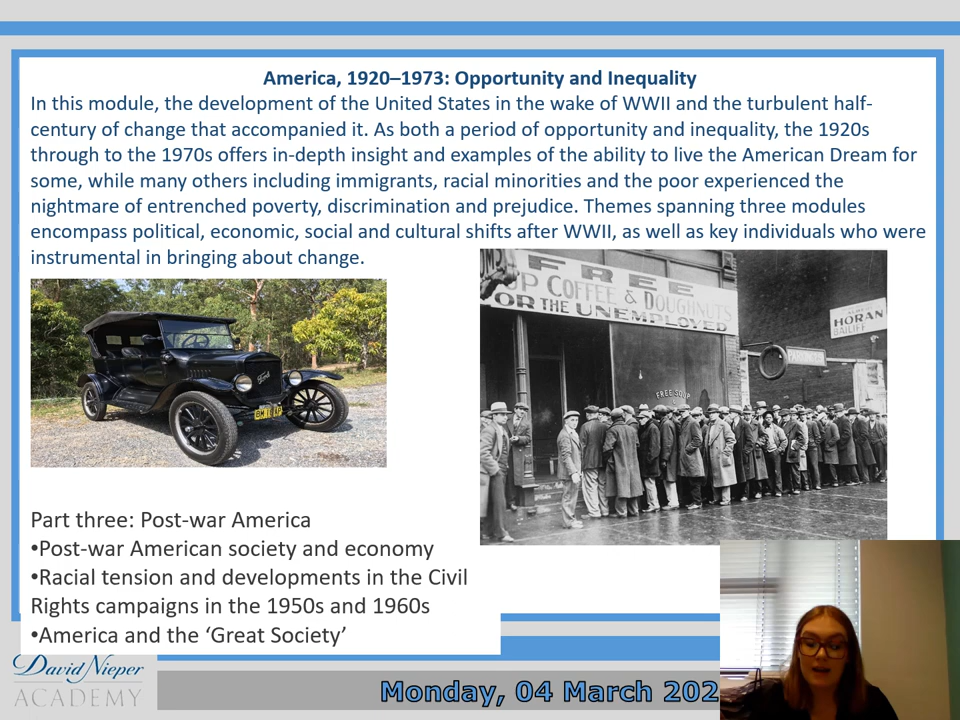 America, 1920–1973: Opportunity and Inequality
In this module, the development of the United States in the wake of WWII and the turbulent half-
century of change that accompanied it. As both a period of opportunity and inequality, the 1920s
through to the 1970s offers in-depth insight and examples of the ability to live the American Dream for
some, while many others including immigrants, racial minorities and the poor experienced the
nightmare of entrenched poverty, discrimination and prejudice. Themes spanning three modules
encompass political, economic, social and cultural shifts after WWII, as well as key individuals who were
instrumental in bringing about change.
FREE
COFFEE & DOUGHNUTS
FOR THE UNEMPLOYED
HORAN
BAILIFF
FREE SOUP
Ford
Part three: Post-war America
•Post-war American society and economy
•Racial tension and developments in the Civil
Rights campaigns in the 1950s and 1960s
•America and the ‘Great Society’
David Nieper
ACADEMY
Monday, 04 March 202